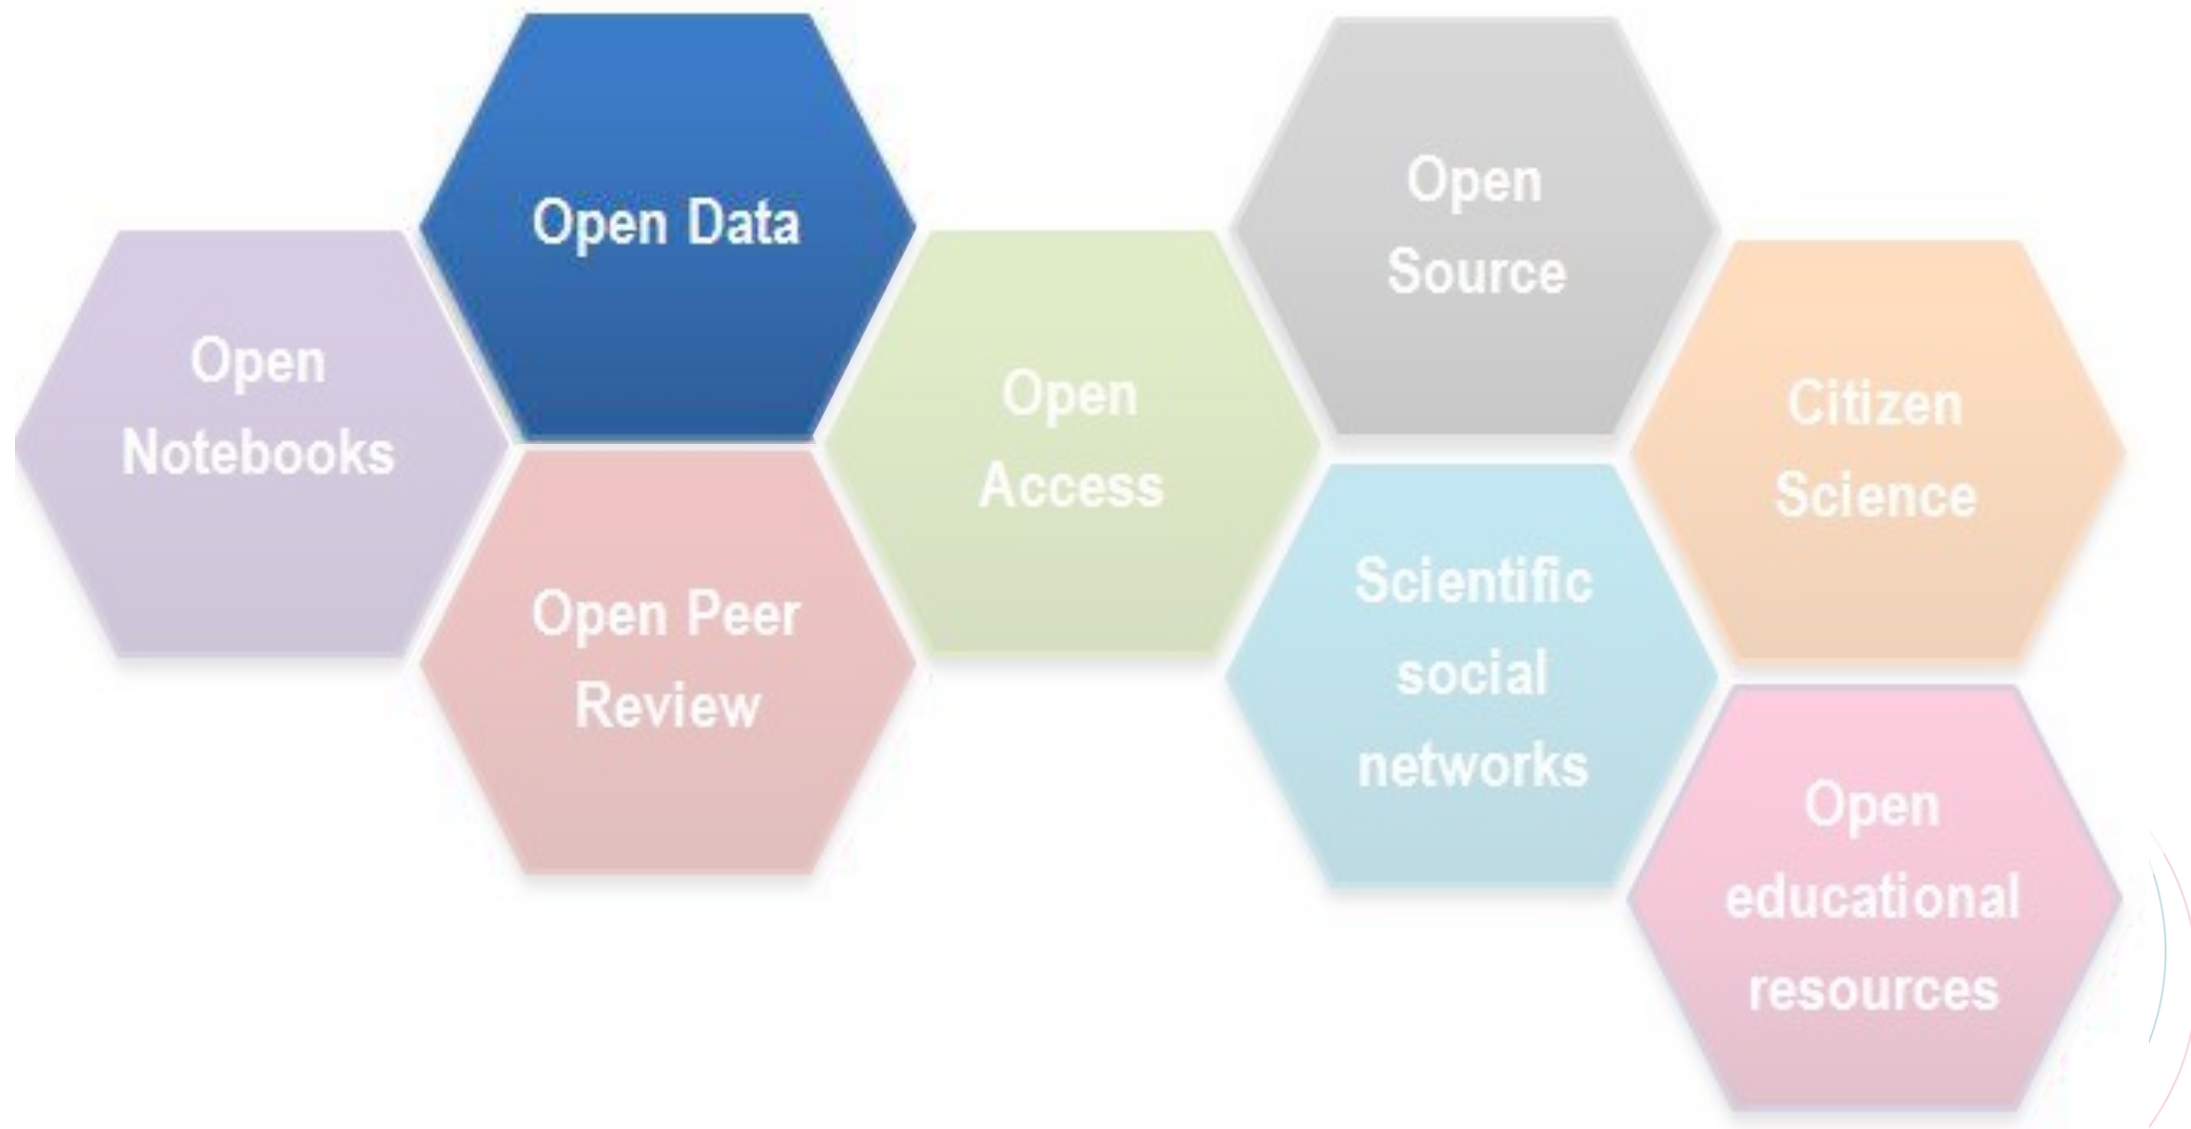 Open
Notebooks
Open Data
Open Peer
Review
Open
Access
Open
Source
Scientific
social
networks
Citizen
Science
Open
educational
resources